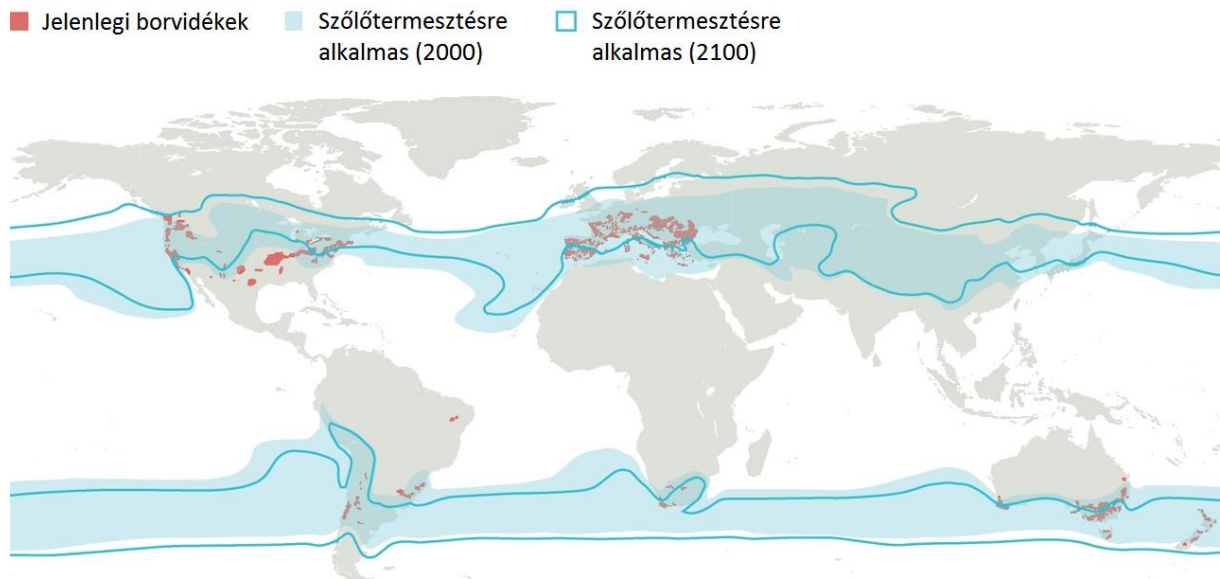 Jelenlegi borvidékek
Szőlőtermesztésre
alkalmas (2000)
Szőlőtermesztésre
alkalmas (2100)